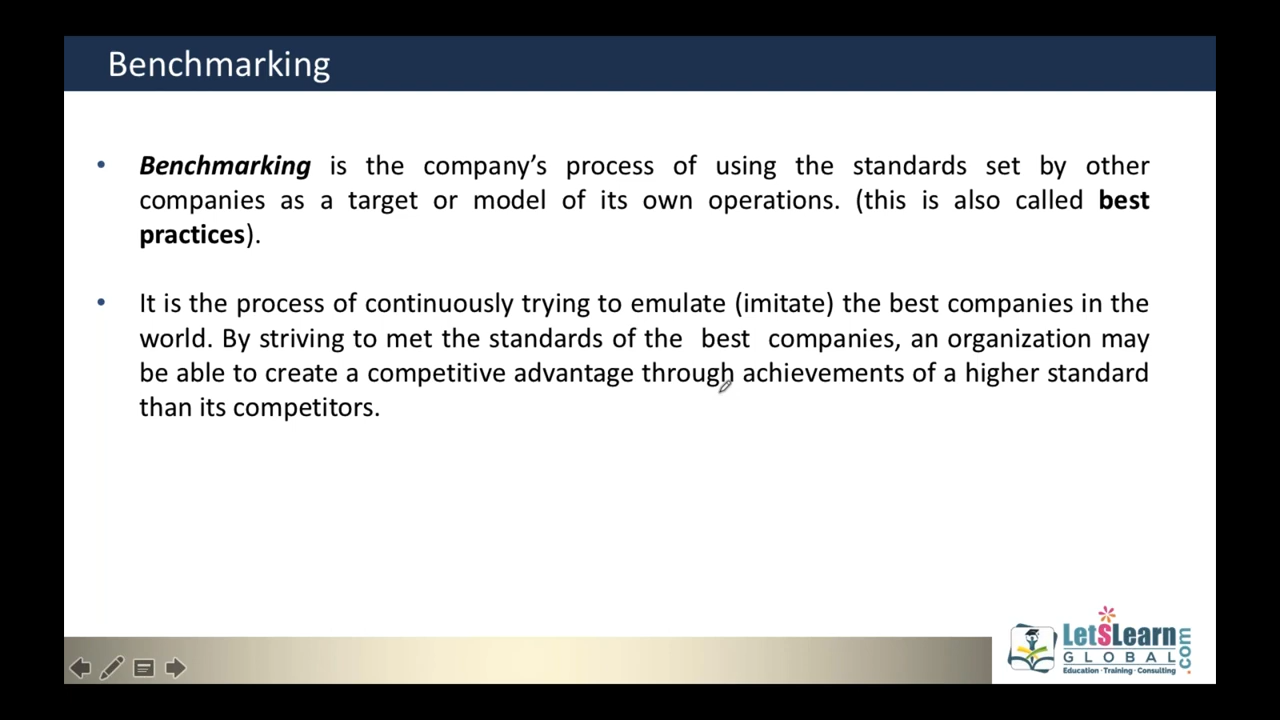 Benchmarking
• Benchmarking is the company's process of using the standards set by other
companies as a target or model of its own operations. (this is also called best
practices).
• It is the process of continuously trying to emulate (imitate) the best companies in the
world. By striving to met the standards of the best companies, an organization may
be able to create a competitive advantage through achievements of a higher standard
than its competitors.
LetSLearn
GLOBAL
.com
Education · Training · Consulting